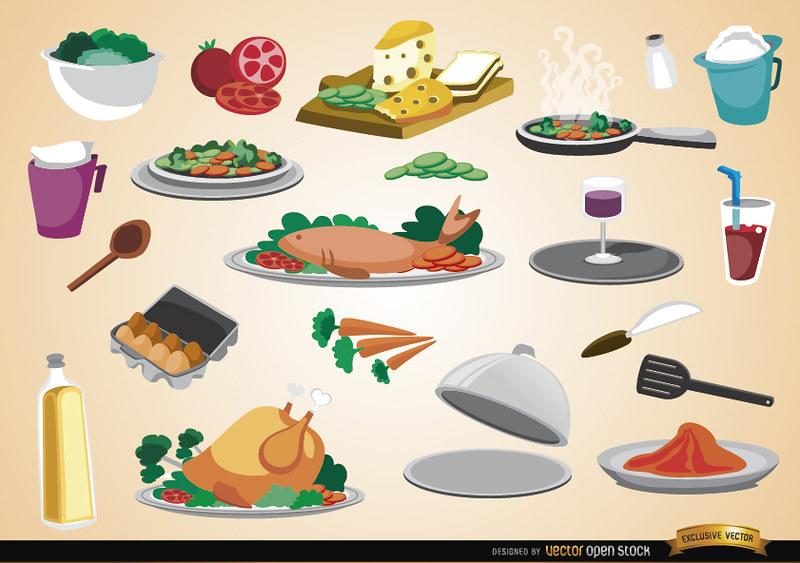 EXCLUSIVE VECTOR
DESIGNED BY vector open stock